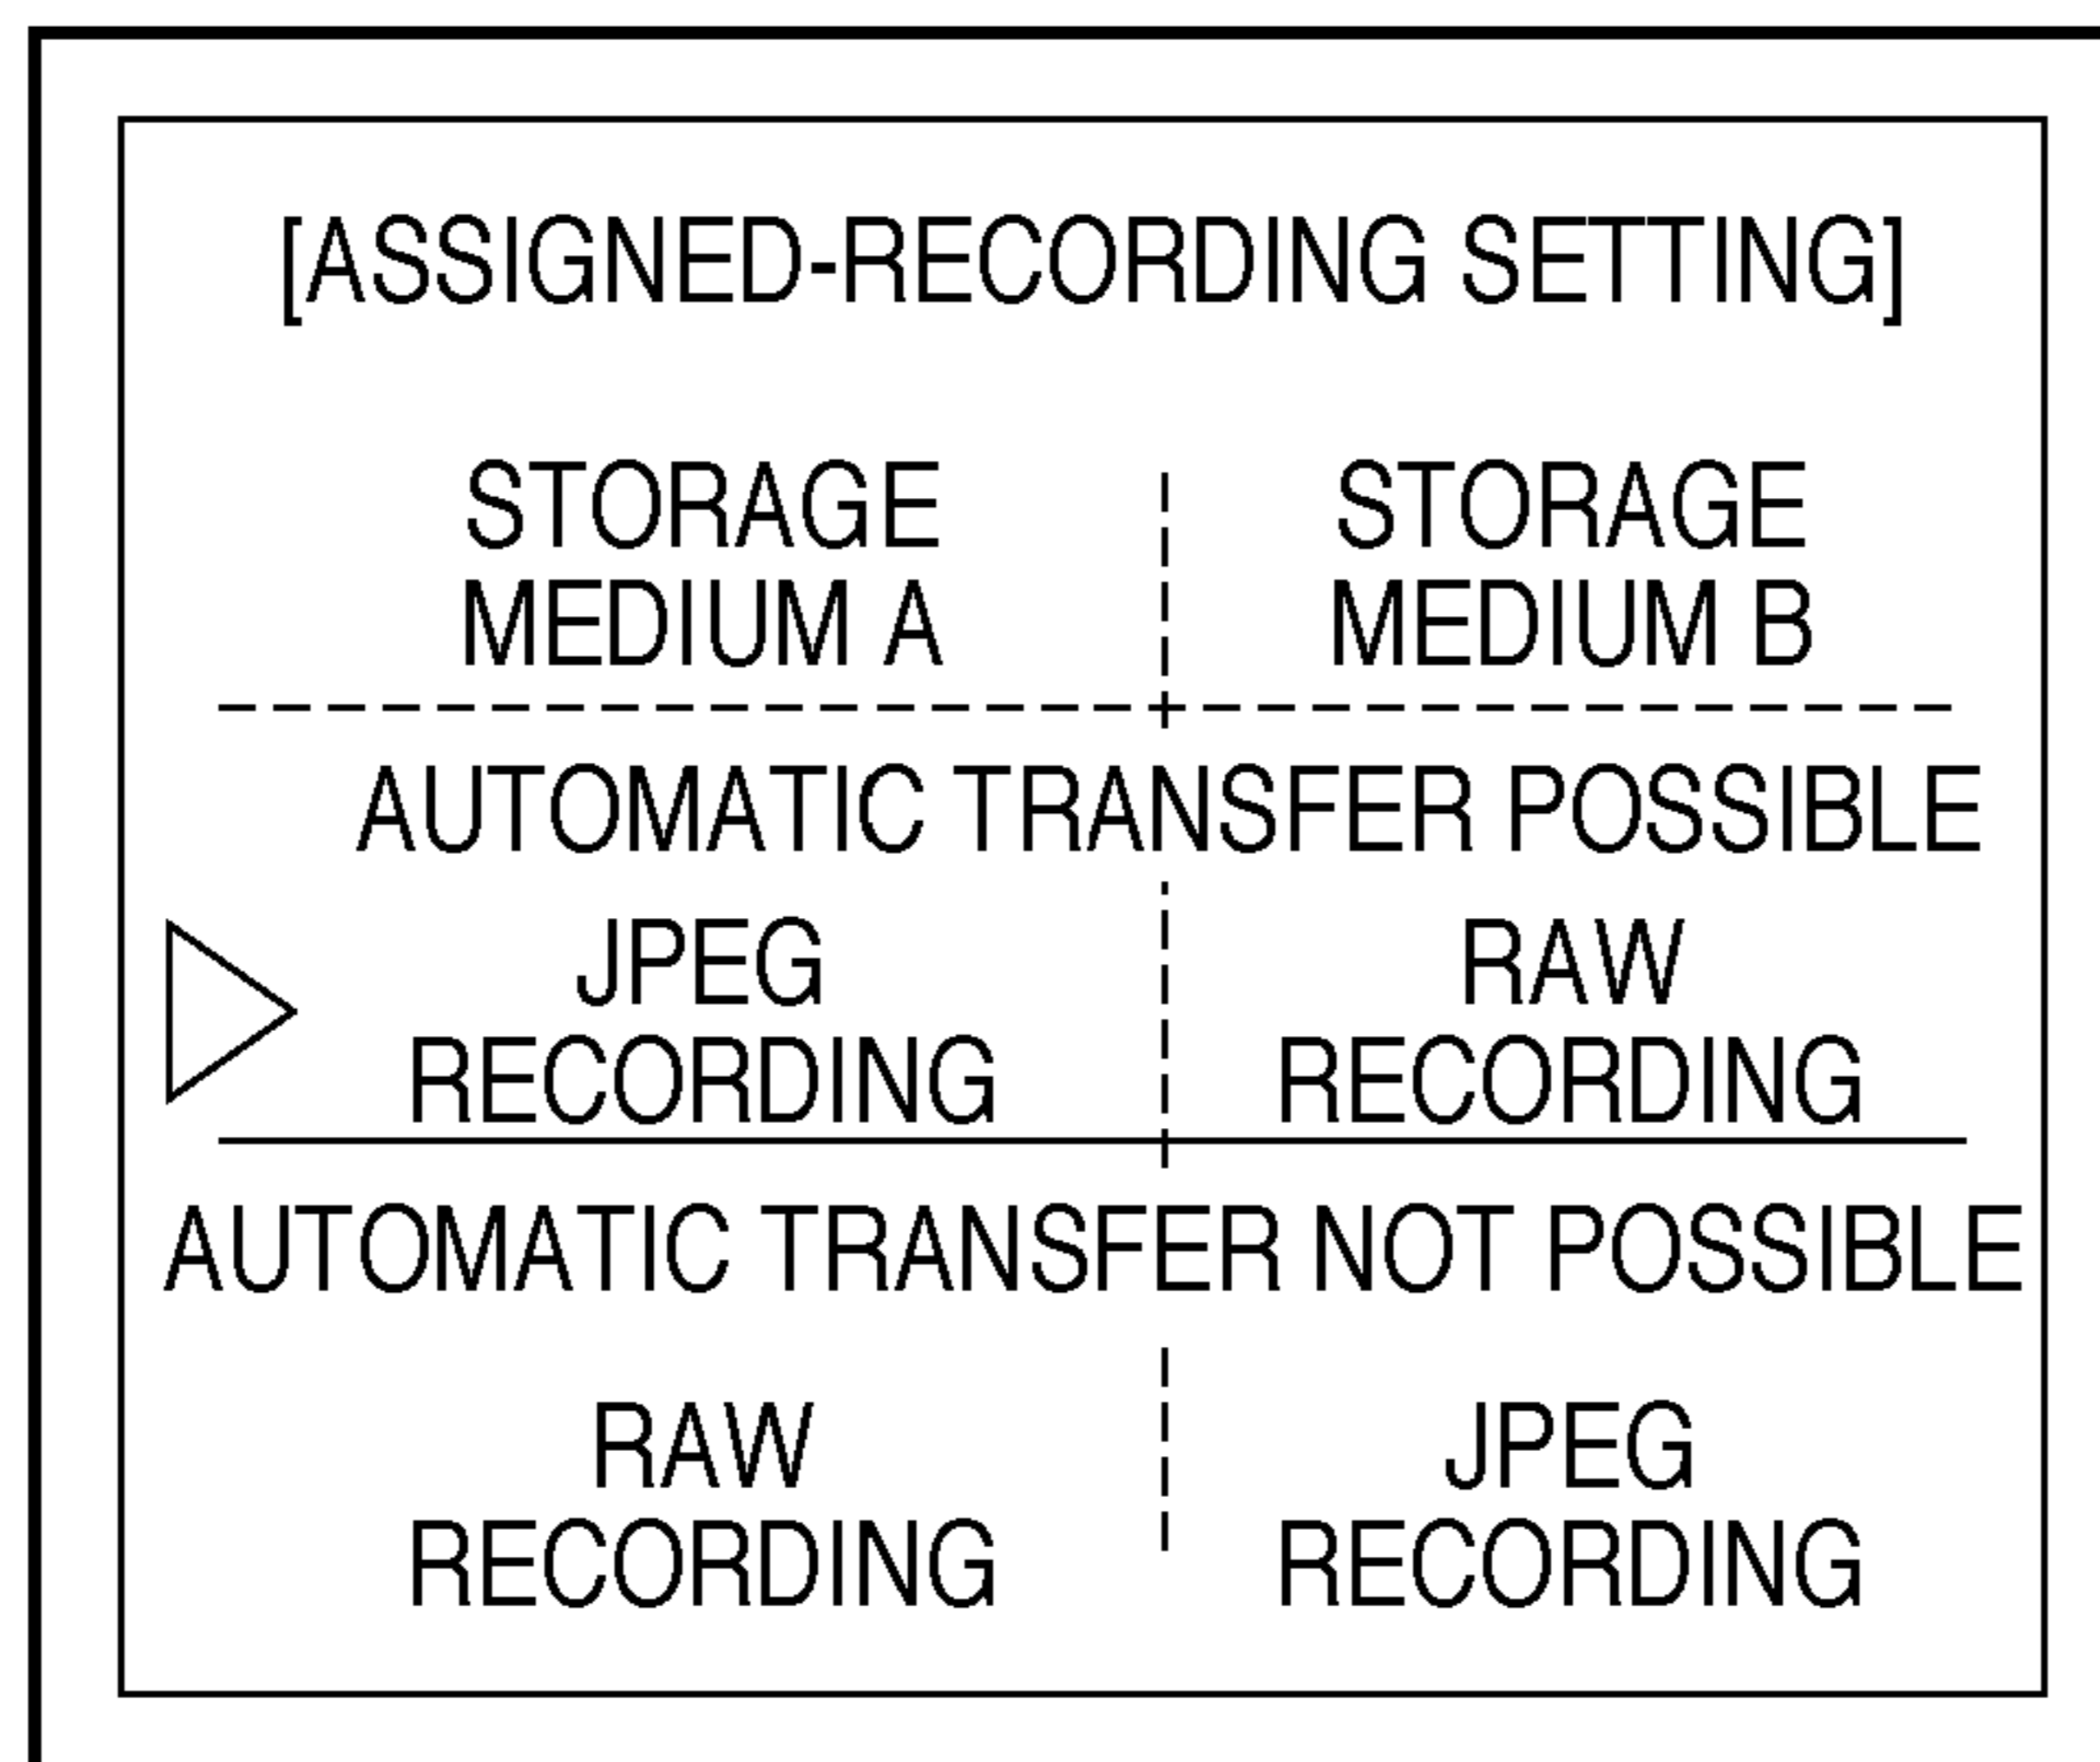 [ASSIGNED-RECORDING SETTING]
STORAGE MEDIUM A
STORAGE MEDIUM B
AUTOMATIC TRANSFER POSSIBLE
JPEG RECORDING
RAW RECORDING
AUTOMATIC TRANSFER NOT POSSIBLE
RAW RECORDING
JPEG RECORDING